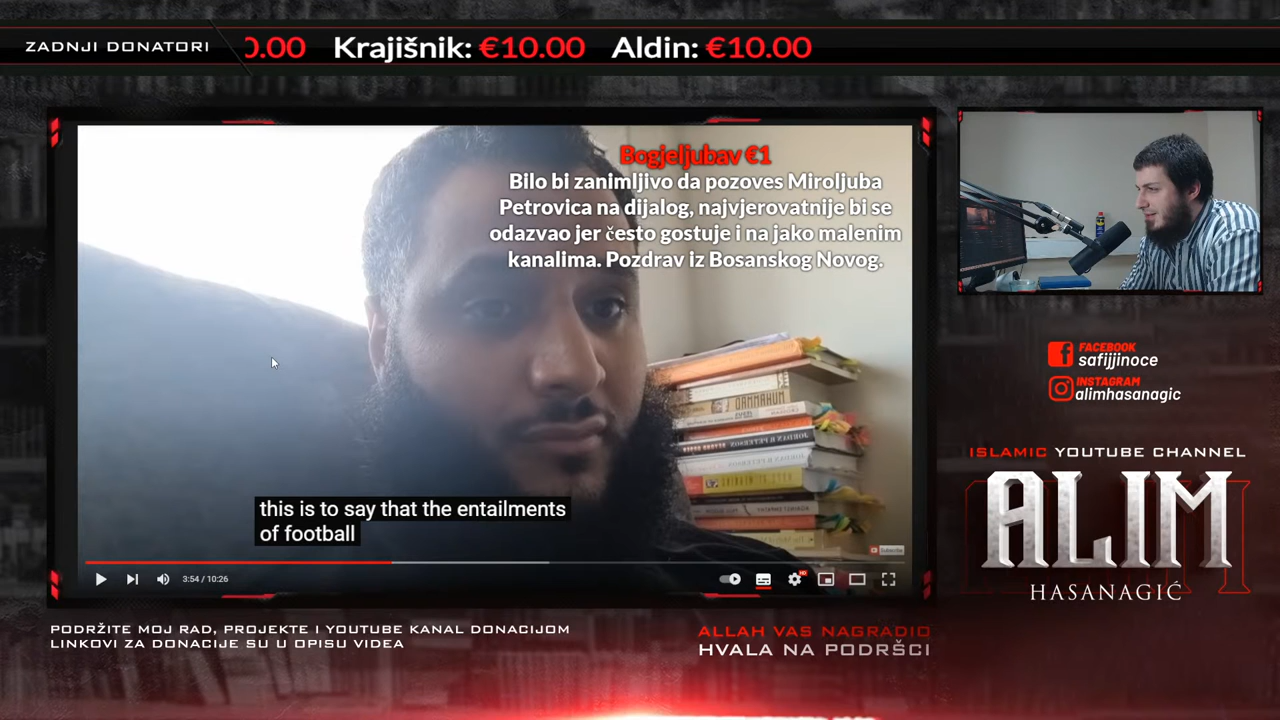 ZADNJI DONATORI
0.00 Krajišnik: €10.00 Aldin: €10.00
Bogjeljubav €1
Bilo bi zanimljivo da pozoves Miroljuba
Petrovica na dijalog, najvjerovatnije bi se
odazvao jer često gostuje i na jako malenim
kanalima. Pozdrav iz Bosanskog Novog.
this is to say that the entailments
of football
Subscribe
3:54 / 10:26
HD
FACEBOOK
safijjinoce
INSTAGRAM
alimhasanagic
ISLAMIC YOUTUBE CHANNEL
ALIM
HASANAGIĆ
PODRŽITE MOJ RAD, PROJEKTE I YOUTUBE KANAL DONACIJOM
LINKOVI ZA DONACIJE SU U OPISU VIDEA
ALLAH VAS NAGRADIO
HVALA NA PODRŠCI